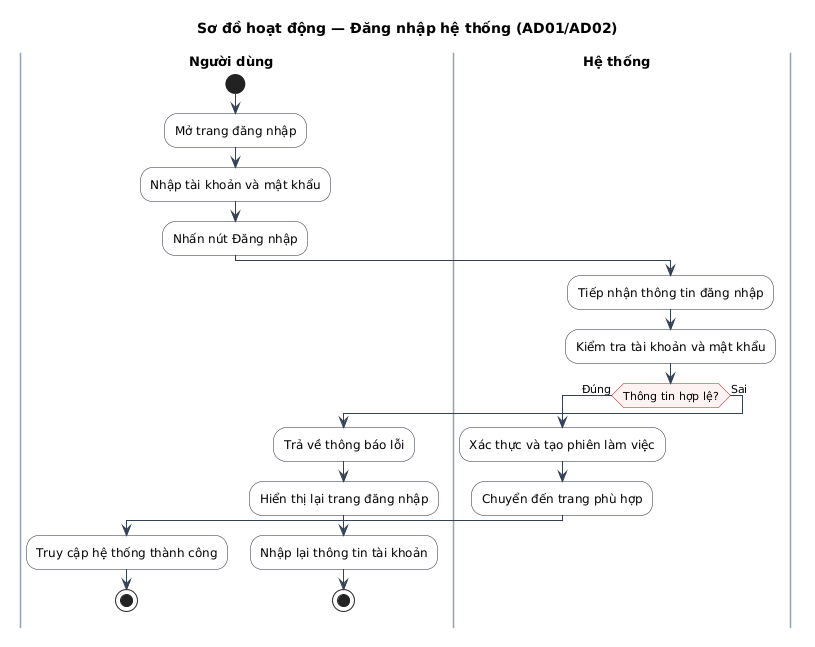 Sơ đồ hoạt động — Đăng nhập hệ thống (AD01/AD02)
Người dùng
Hệ thống
Mở trang đăng nhập
Nhập tài khoản và mật khẩu
Nhấn nút Đăng nhập
Tiếp nhận thông tin đăng nhập
Kiểm tra tài khoản và mật khẩu
Đúng
Thông tin hợp lệ?
Sai
Trả về thông báo lỗi
Xác thực và tạo phiên làm việc
Hiển thị lại trang đăng nhập
Chuyển đến trang phù hợp
Truy cập hệ thống thành công
Nhập lại thông tin tài khoản